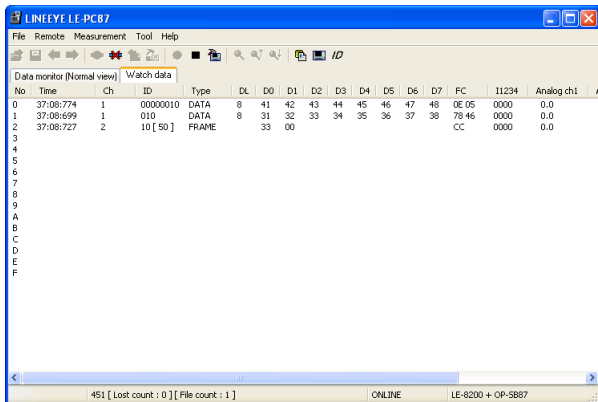 LINEEYE LE-PC87
File Remote Measurement Tool Help
ID
Data monitor (Normal view) Watch data
No Time Ch ID Type DL D0 D1 D2 D3 D4 D5 D6 D7 FC I1234 Analog ch1
0 37:08:774 1 00000010 DATA 8 41 42 43 44 45 46 47 48 0E 05 0000 0.0
1 37:08:699 1 010 DATA 8 31 32 33 34 35 36 37 38 78 46 0000 0.0
2 37:08:727 2 10 [ 50 ] FRAME 33 00 CC 0000 0.0
3
4
5
6
7
8
9
A
B
C
D
E
F
451 [ Lost count : 0 ] [ File count : 1 ] ONLINE LE-8200 + OP-SB87